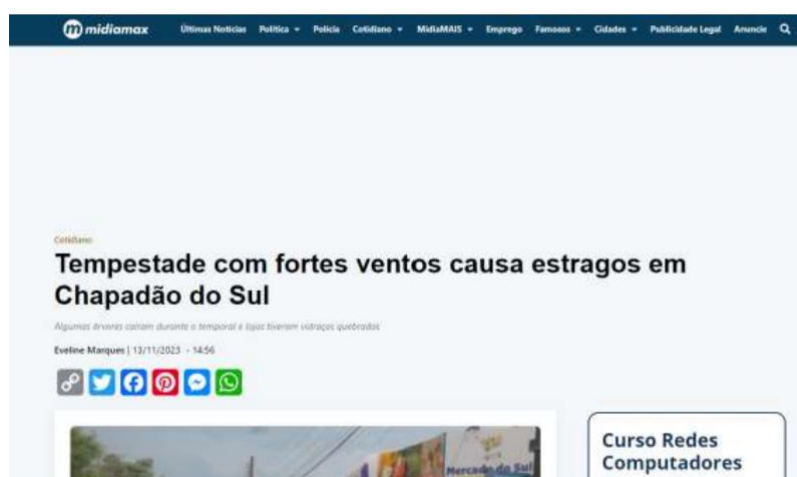 midiamax Últimas Notícias Política Polícia Cotidiano MidiaMAIS Emprego Famosos Cidades Publicidade Legal Anuncie
Cotidiano
Tempestade com fortes ventos causa estragos em
Chapadão do Sul
Algumas árvores caíram durante o temporal e lojas tiveram vidraças quebradas
Eveline Marques | 13/11/2023 - 14:56
Mercado do Sul
Curso Redes
Computadores